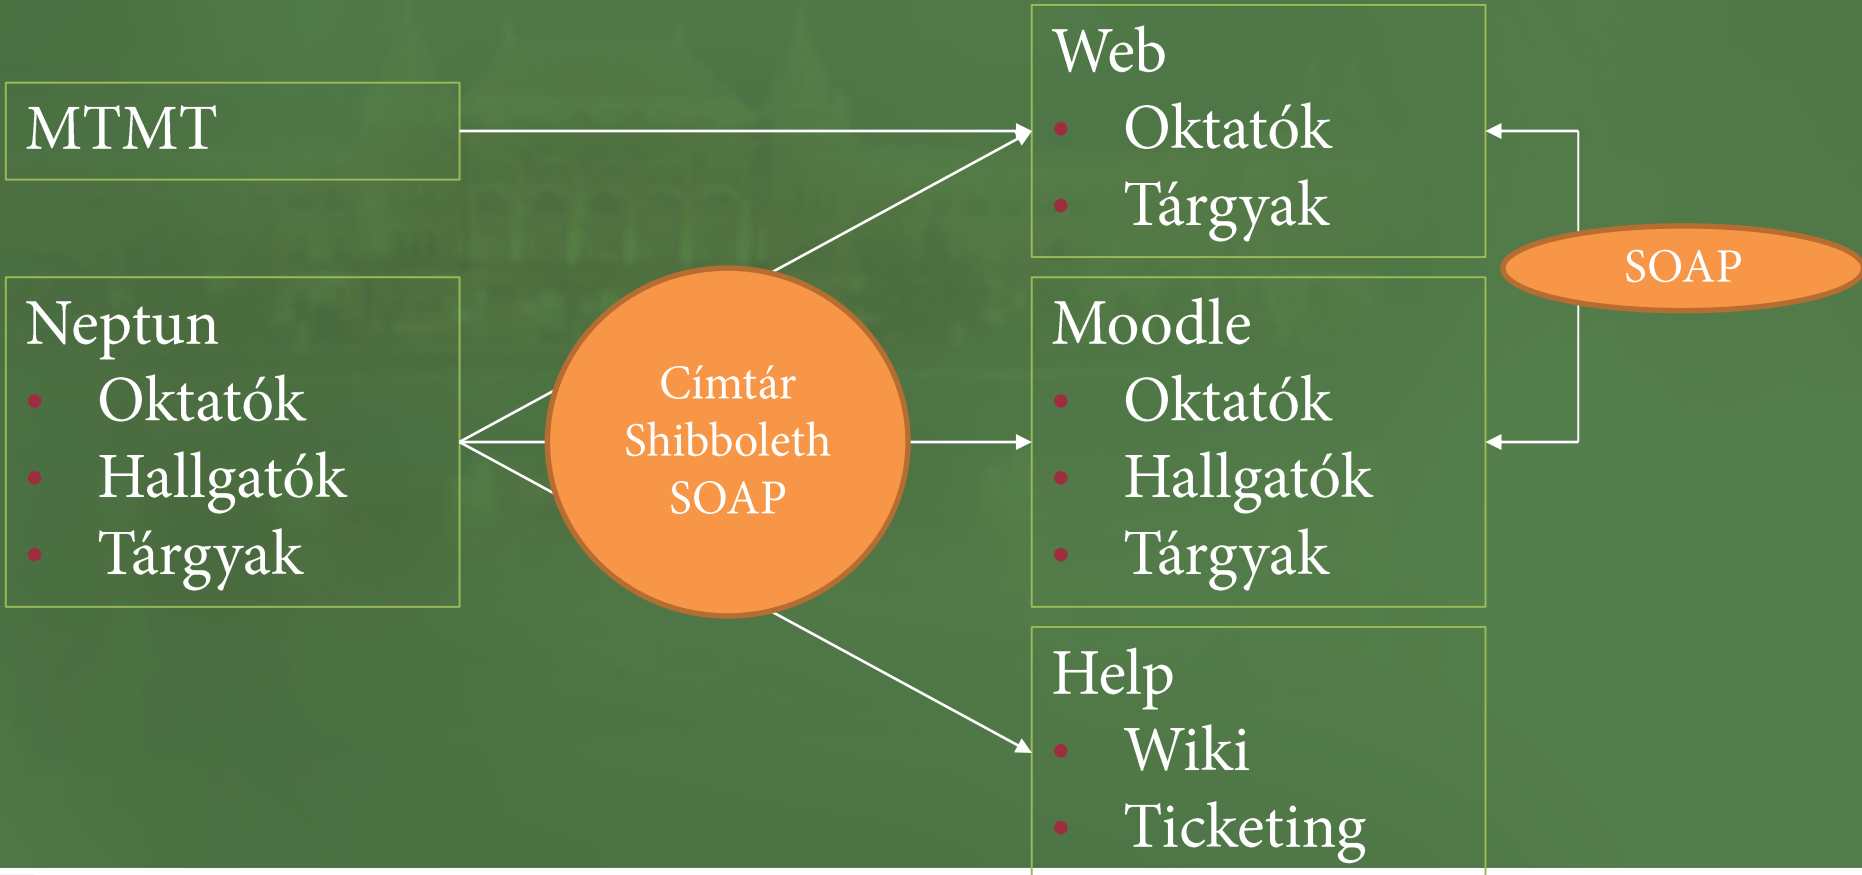 MTMT
Neptun
• Oktatók
• Hallgatók
• Tárgyak
Címtár
Shibboleth
SOAP
Web
• Oktatók
• Tárgyak
Moodle
• Oktatók
• Hallgatók
• Tárgyak
Help
• Wiki
• Ticketing
SOAP